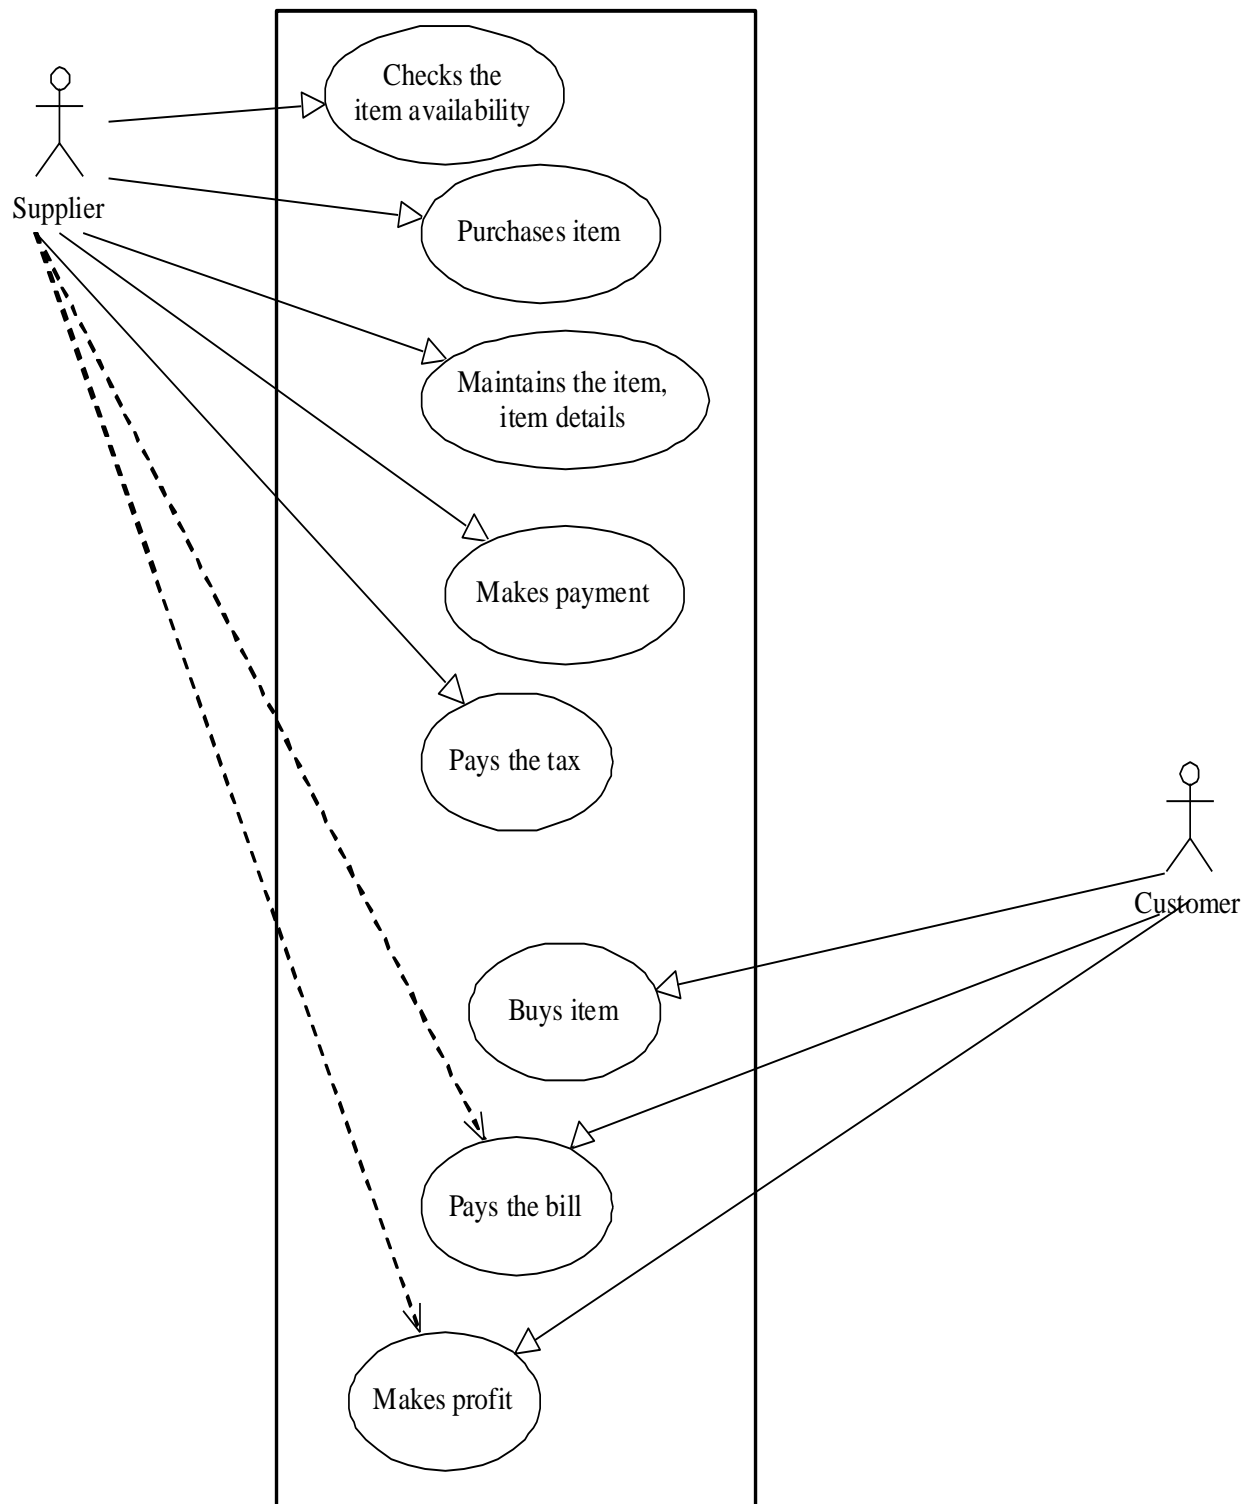 Checks the
item availability
Supplier
Purchases item
Maintains the item,
item details
Makes payment
Pays the tax
Customer
Buys item
Pays the bill
Makes profit